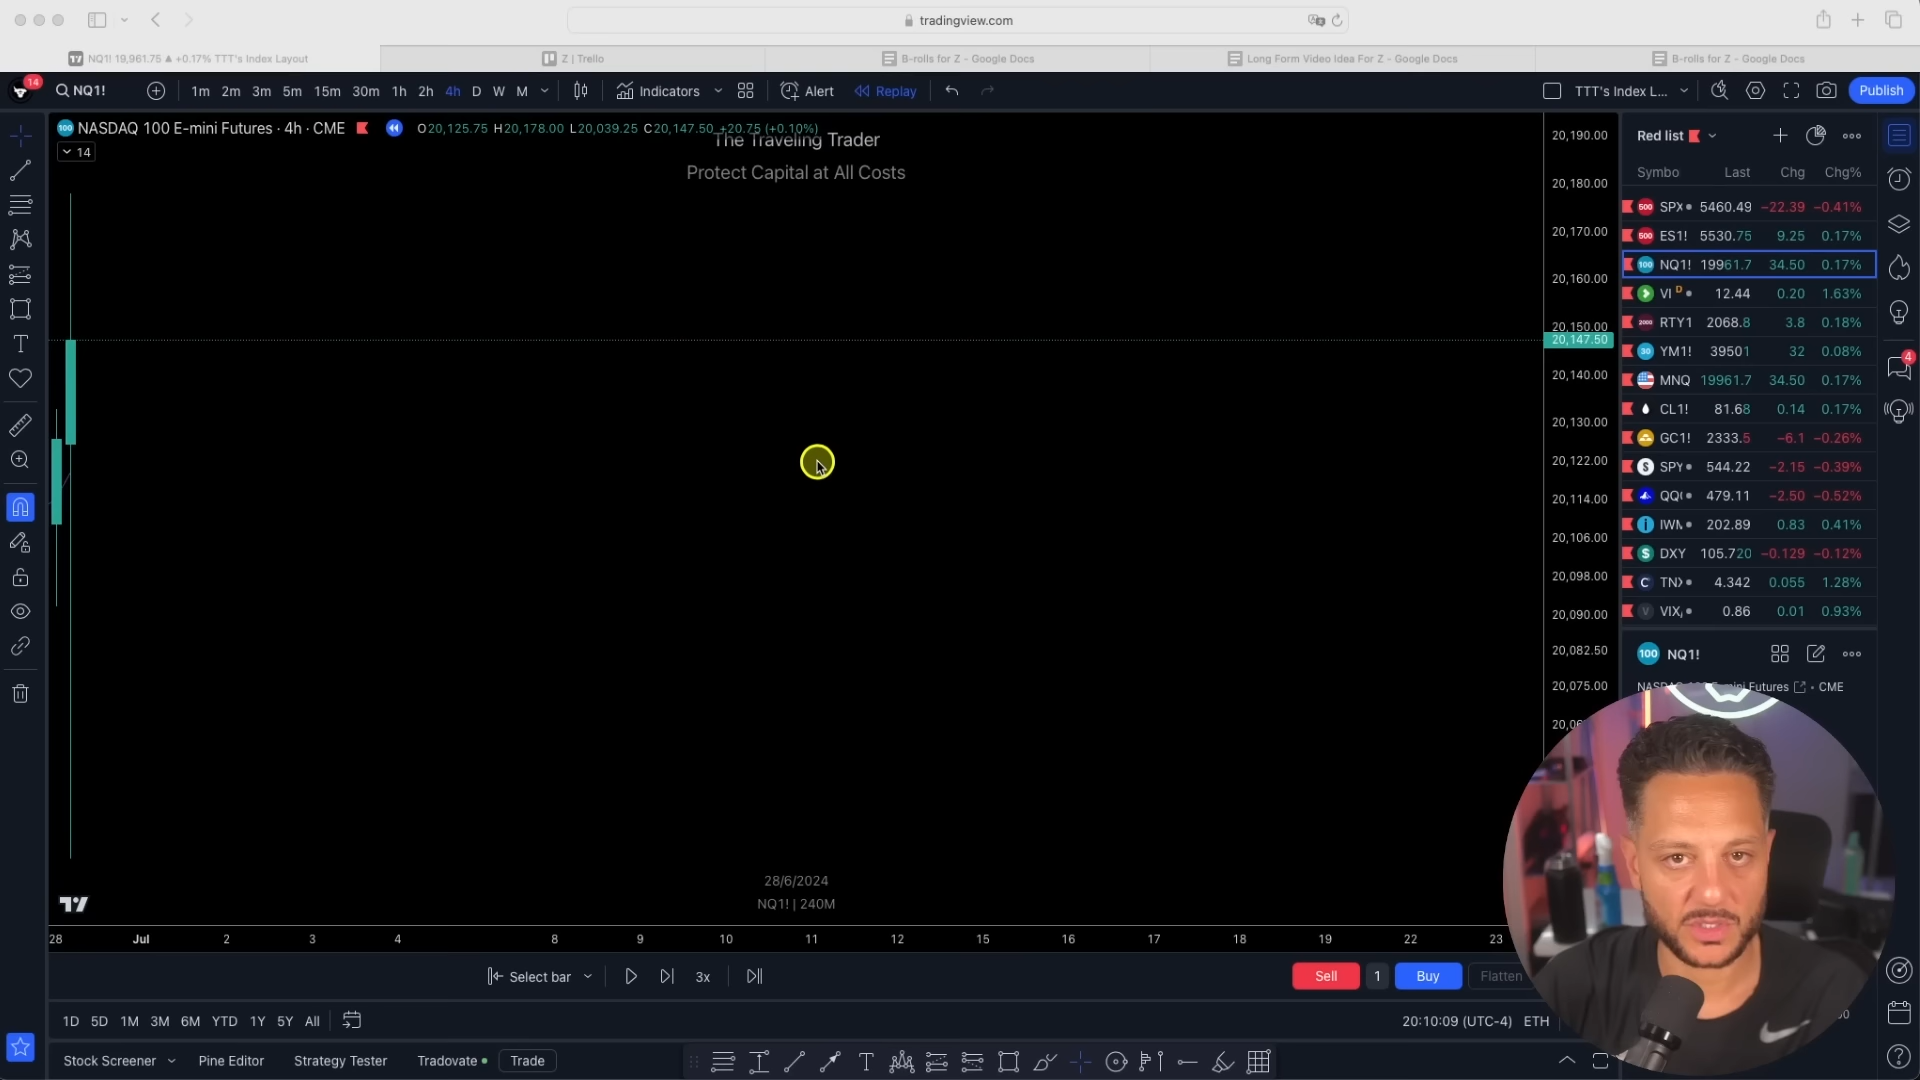 tradingview.com
NQ1! 19,961.75 ▲ +0.17% TTT's Index Layout
Z | Trello
B-rolls for Z - Google Docs
Long Form Video Idea For Z - Google Docs
B-rolls for Z - Google Docs
14
NQ1!
1m 2m 3m 5m 15m 30m 1h 2h 4h D W M
Indicators
Alert
Replay
TTT's Index L...
Publish
NASDAQ 100 E-mini Futures · 4h · CME
O20,125.75 H20,178.00 L20,039.25 C20,147.50 +20.75 (+0.10%)
14
The Traveling Trader
Protect Capital at All Costs
20,190.00
20,180.00
20,170.00
20,160.00
20,150.00
20,147.50
20,140.00
20,130.00
20,122.00
20,114.00
20,106.00
20,098.00
20,090.00
20,082.50
20,075.00
Red list
Symbo Last Chg Chg%
SPX 5460.49 −22.39 −0.41%
ES1! 5530.75 9.25 0.17%
NQ1! 19961.7 34.50 0.17%
VI D 12.44 0.20 1.63%
RTY1 2068.8 3.8 0.18%
YM1! 39501 32 0.08%
MNQ 19961.7 34.50 0.17%
CL1! 81.68 0.14 0.17%
GC1! 2333.5 −6.1 −0.26%
SPY 544.22 −2.15 −0.39%
QQ 479.11 −2.50 −0.52%
IWM 202.89 0.83 0.41%
DXY 105.720 −0.129 −0.12%
TNX 4.342 0.055 1.28%
VIX/ 0.86 0.01 0.93%
4
100 NQ1!
NASDAQ 100 E-mini Futures · CME
28/6/2024
NQ1! | 240M
28 Jul 2 3 4 8 9 10 11 12 15 16 17 18 19 22 23
Select bar
3x
Sell 1 Buy Flatten
1D 5D 1M 3M 6M YTD 1Y 5Y All
20:10:09 (UTC-4) ETH
Stock Screener Pine Editor Strategy Tester Tradovate Trade